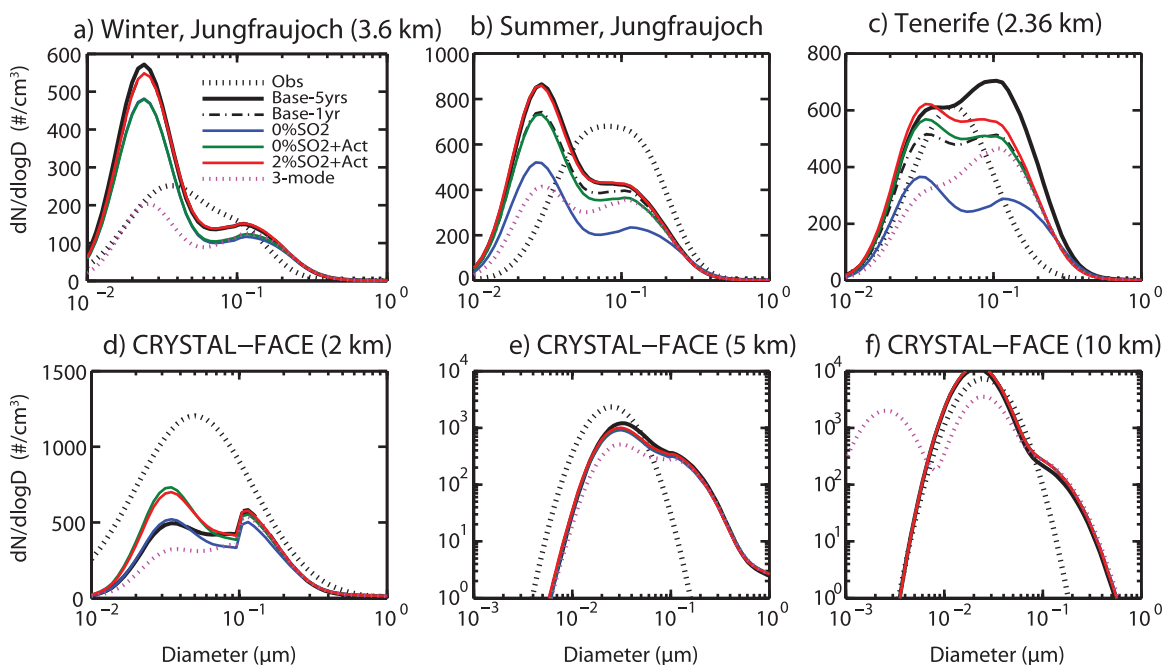 a) Winter, Jungfraujoch (3.6 km)
b) Summer, Jungfraujoch
c) Tenerife (2.36 km)
dN/dlogD (#/cm³)
600
500
400
300
200
100
0
10⁻²
10⁻¹
10⁰
Obs
Base-5yrs
Base-1yr
0%SO2
0%SO2+Act
2%SO2+Act
3-mode
1000
800
600
400
200
0
10⁻²
10⁻¹
10⁰
800
600
400
200
0
10⁻²
10⁻¹
10⁰
d) CRYSTAL−FACE (2 km)
e) CRYSTAL−FACE (5 km)
f) CRYSTAL−FACE (10 km)
dN/dlogD (#/cm³)
1500
1000
500
0
10⁻²
10⁻¹
10⁰
10⁴
10³
10²
10¹
10⁰
10⁻³
10⁻²
10⁻¹
10⁰
10⁴
10³
10²
10¹
10⁰
10⁻³
10⁻²
10⁻¹
10⁰
Diameter (µm)
Diameter (µm)
Diameter (µm)